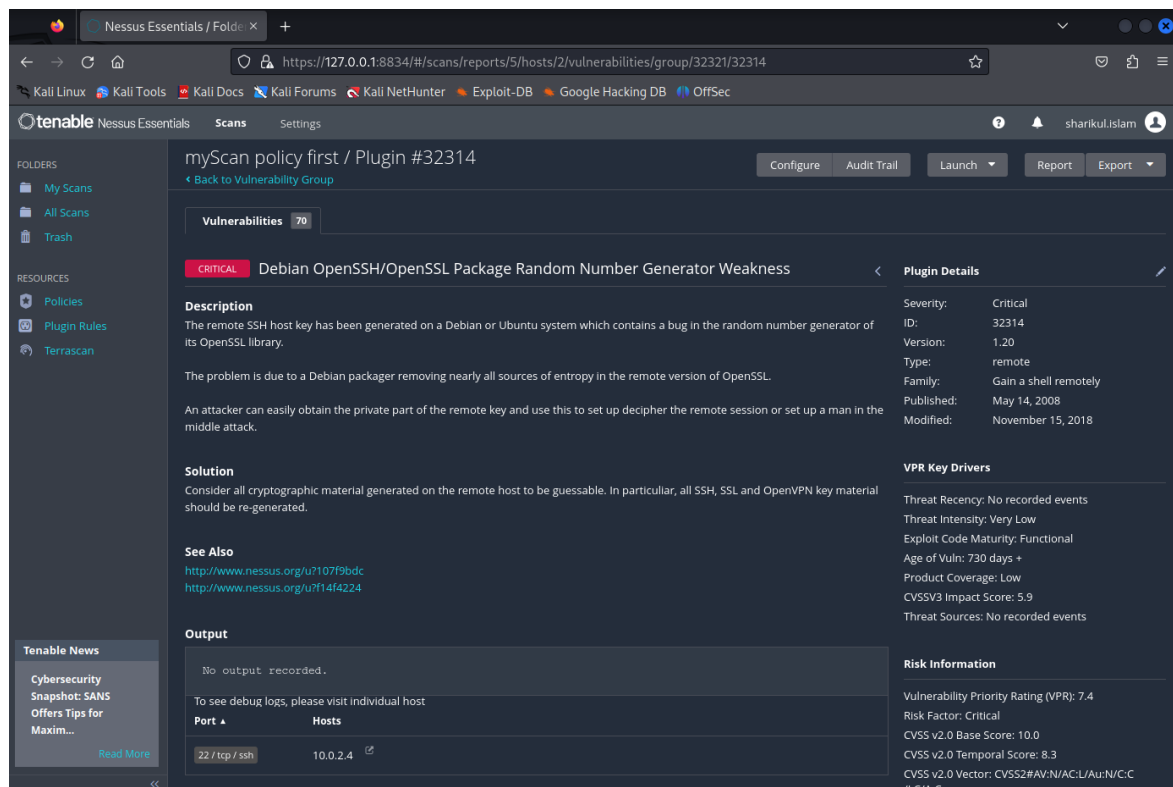 Nessus Essentials / Folde
https://127.0.0.1:8834/#/scans/reports/5/hosts/2/vulnerabilities/group/32321/32314
Kali Linux Kali Tools Kali Docs Kali Forums Kali NetHunter Exploit-DB Google Hacking DB OffSec
tenable Nessus Essentials Scans Settings sharikul.islam
FOLDERS
My Scans
All Scans
Trash
RESOURCES
Policies
Plugin Rules
Terrascan
Tenable News
Cybersecurity
Snapshot: SANS
Offers Tips for
Maxim...
Read More
myScan policy first / Plugin #32314
Back to Vulnerability Group
Configure Audit Trail Launch Report Export
Vulnerabilities 70
CRITICAL Debian OpenSSH/OpenSSL Package Random Number Generator Weakness
Description
The remote SSH host key has been generated on a Debian or Ubuntu system which contains a bug in the random number generator of
its OpenSSL library.
The problem is due to a Debian packager removing nearly all sources of entropy in the remote version of OpenSSL.
An attacker can easily obtain the private part of the remote key and use this to set up decipher the remote session or set up a man in the
middle attack.
Solution
Consider all cryptographic material generated on the remote host to be guessable. In particuliar, all SSH, SSL and OpenVPN key material
should be re-generated.
See Also
http://www.nessus.org/u?107f9bdc
http://www.nessus.org/u?f14f4224
Output
No output recorded.
To see debug logs, please visit individual host
Port Hosts
22 / tcp / ssh 10.0.2.4
Plugin Details
Severity: Critical
ID: 32314
Version: 1.20
Type: remote
Family: Gain a shell remotely
Published: May 14, 2008
Modified: November 15, 2018
VPR Key Drivers
Threat Recency: No recorded events
Threat Intensity: Very Low
Exploit Code Maturity: Functional
Age of Vuln: 730 days +
Product Coverage: Low
CVSSV3 Impact Score: 5.9
Threat Sources: No recorded events
Risk Information
Vulnerability Priority Rating (VPR): 7.4
Risk Factor: Critical
CVSS v2.0 Base Score: 10.0
CVSS v2.0 Temporal Score: 8.3
CVSS v2.0 Vector: CVSS2#AV:N/AC:L/Au:N/C:C